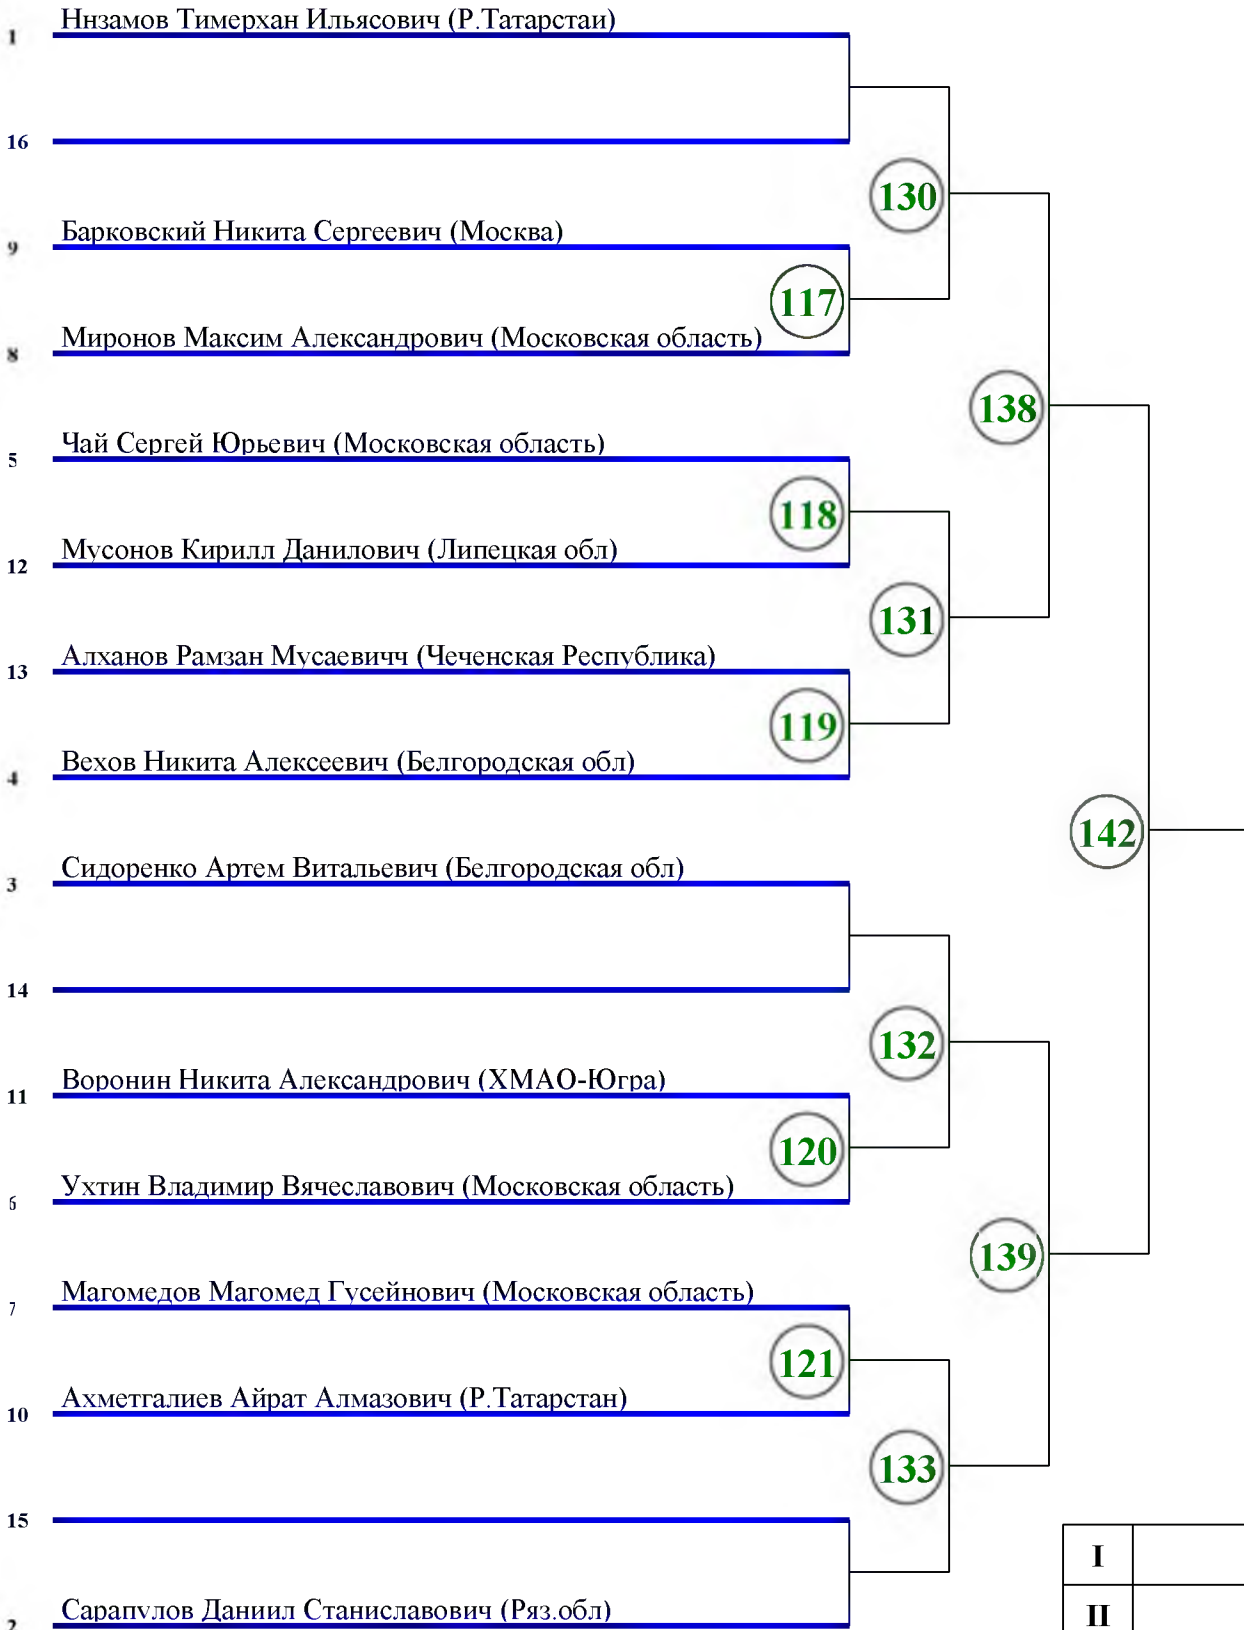 Ннзамов Тимерхан Ильясович (Р.Татарстаи)
1
16
130
Барковский Никита Сергеевич (Москва)
9
117
Миронов Максим Александрович (Московская область)
8
138
Чай Сергей Юрьевич (Московская область)
5
118
Мусонов Кирилл Данилович (Липецкая обл)
12
131
Алханов Рамзан Мусаевичч (Чеченская Республика)
13
119
Вехов Никита Алексеевич (Белгородская обл)
4
142
Сидоренко Артем Витальевич (Белгородская обл)
3
14
132
Воронин Никита Александрович (ХМАО-Югра)
11
120
Ухтин Владимир Вячеславович (Московская область)
6
139
Магомедов Магомед Гусейнович (Московская область)
7
121
Ахметгалиев Айрат Алмазович (Р.Татарстан)
10
133
15
I
Сарапулов Даниил Станиславович (Ряз.обл)
2
II